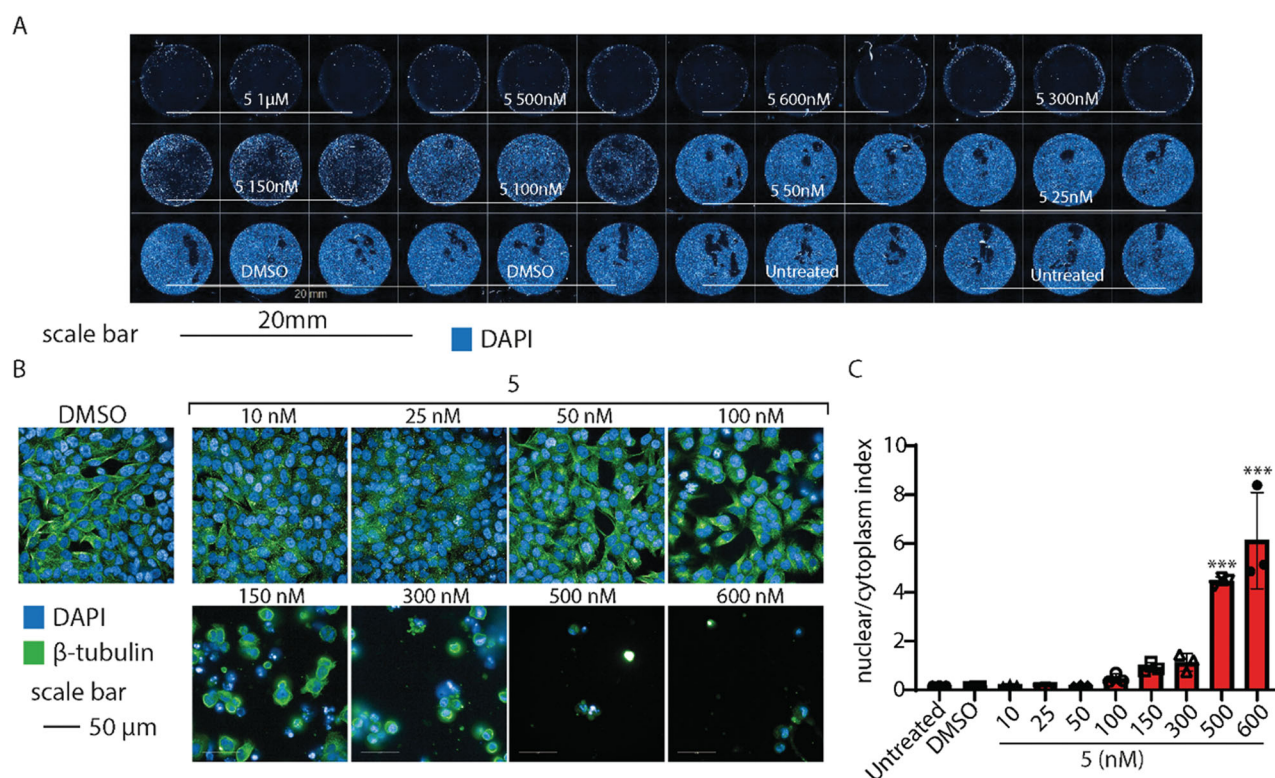 A
5 1μM
5 500nM
5 600nM
5 300nM
5 150nM
5 100nM
5 50nM
5 25nM
DMSO
DMSO
Untreated
Untreated
20 mm
scale bar
20mm
DAPI
B
5
DMSO
10 nM
25 nM
50 nM
100 nM
150 nM
300 nM
500 nM
600 nM
DAPI
β-tubulin
scale bar
50 μm
C
nuclear/cytoplasm index
10
8
6
4
2
0
***
***
Untreated
DMSO
10
25
50
100
150
300
500
600
5 (nM)